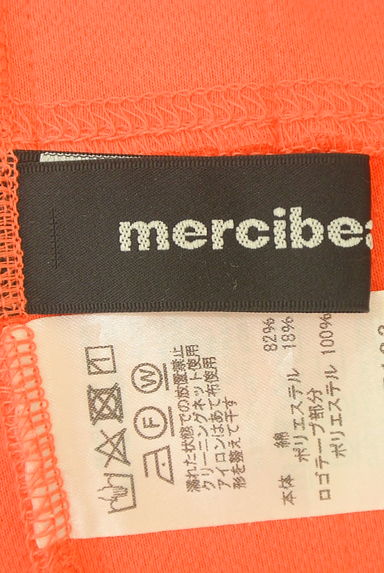 mercibe
濡れた状態での放置禁止
クリーニングネット使用
アイロンはあて布使用
形を整えて干す
本体 綿 82%
ポリエステル 18%
ロゴテープ部分
ポリエステル 100%